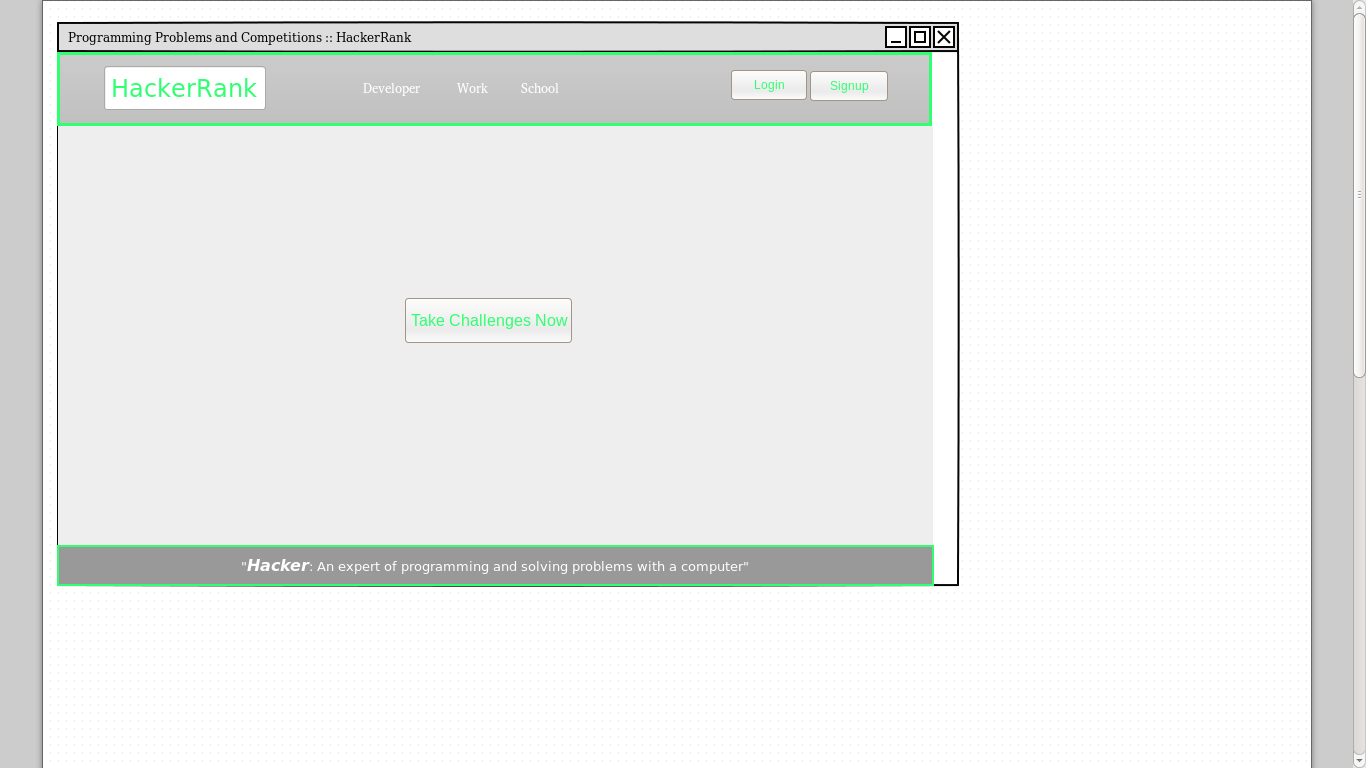 Programming Problems and Competitions :: HackerRank
HackerRank Developer Work School LogIn Signup
Take Challenges Now
"Hacker: An expert of programming and solving problems with a computer"